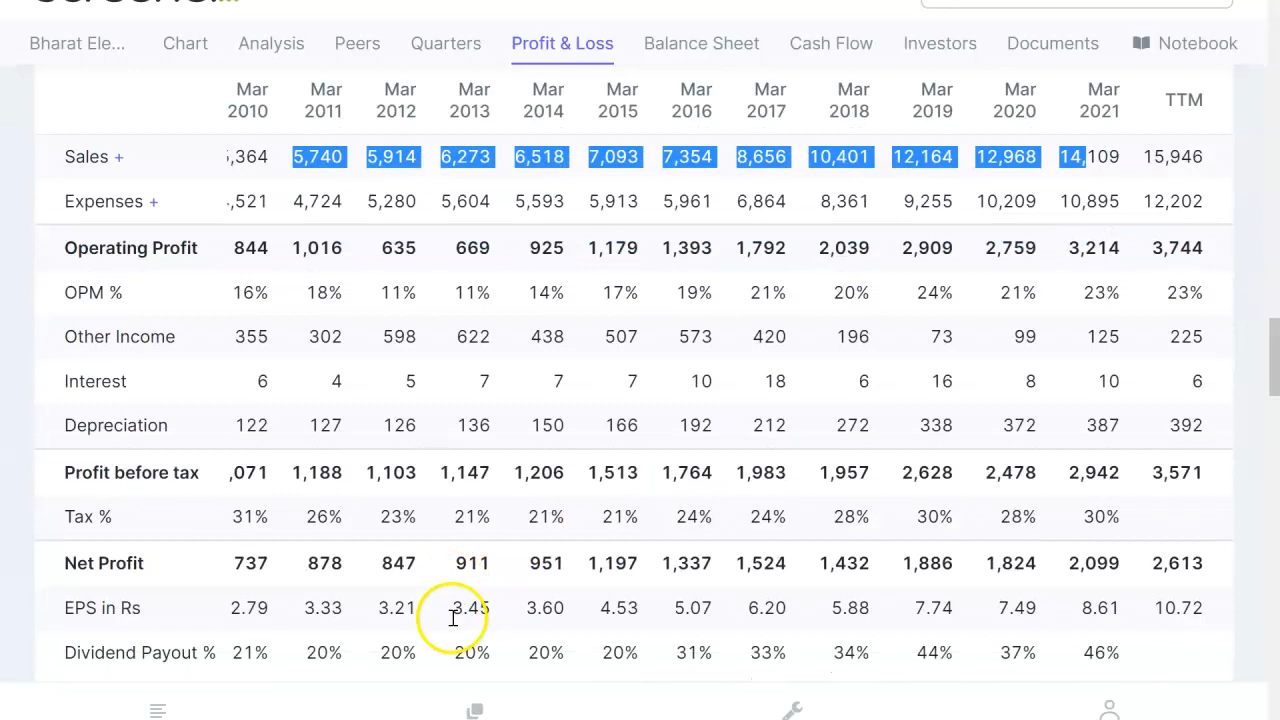 Bharat Ele... Chart Analysis Peers Quarters Profit & Loss Balance Sheet Cash Flow Investors Documents Notebook
Mar 2010 Mar 2011 Mar 2012 Mar 2013 Mar 2014 Mar 2015 Mar 2016 Mar 2017 Mar 2018 Mar 2019 Mar 2020 Mar 2021 TTM
Sales + ,364 5,740 5,914 6,273 6,518 7,093 7,354 8,656 10,401 12,164 12,968 14,109 15,946
Expenses + ,521 4,724 5,280 5,604 5,593 5,913 5,961 6,864 8,361 9,255 10,209 10,895 12,202
Operating Profit 844 1,016 635 669 925 1,179 1,393 1,792 2,039 2,909 2,759 3,214 3,744
OPM % 16% 18% 11% 11% 14% 17% 19% 21% 20% 24% 21% 23% 23%
Other Income 355 302 598 622 438 507 573 420 196 73 99 125 225
Interest 6 4 5 7 7 7 10 18 6 16 8 10 6
Depreciation 122 127 126 136 150 166 192 212 272 338 372 387 392
Profit before tax ,071 1,188 1,103 1,147 1,206 1,513 1,764 1,983 1,957 2,628 2,478 2,942 3,571
Tax % 31% 26% 23% 21% 21% 21% 24% 24% 28% 30% 28% 30%
Net Profit 737 878 847 911 951 1,197 1,337 1,524 1,432 1,886 1,824 2,099 2,613
EPS in Rs 2.79 3.33 3.21 3.45 3.60 4.53 5.07 6.20 5.88 7.74 7.49 8.61 10.72
Dividend Payout % 21% 20% 20% 20% 20% 20% 31% 33% 34% 44% 37% 46%